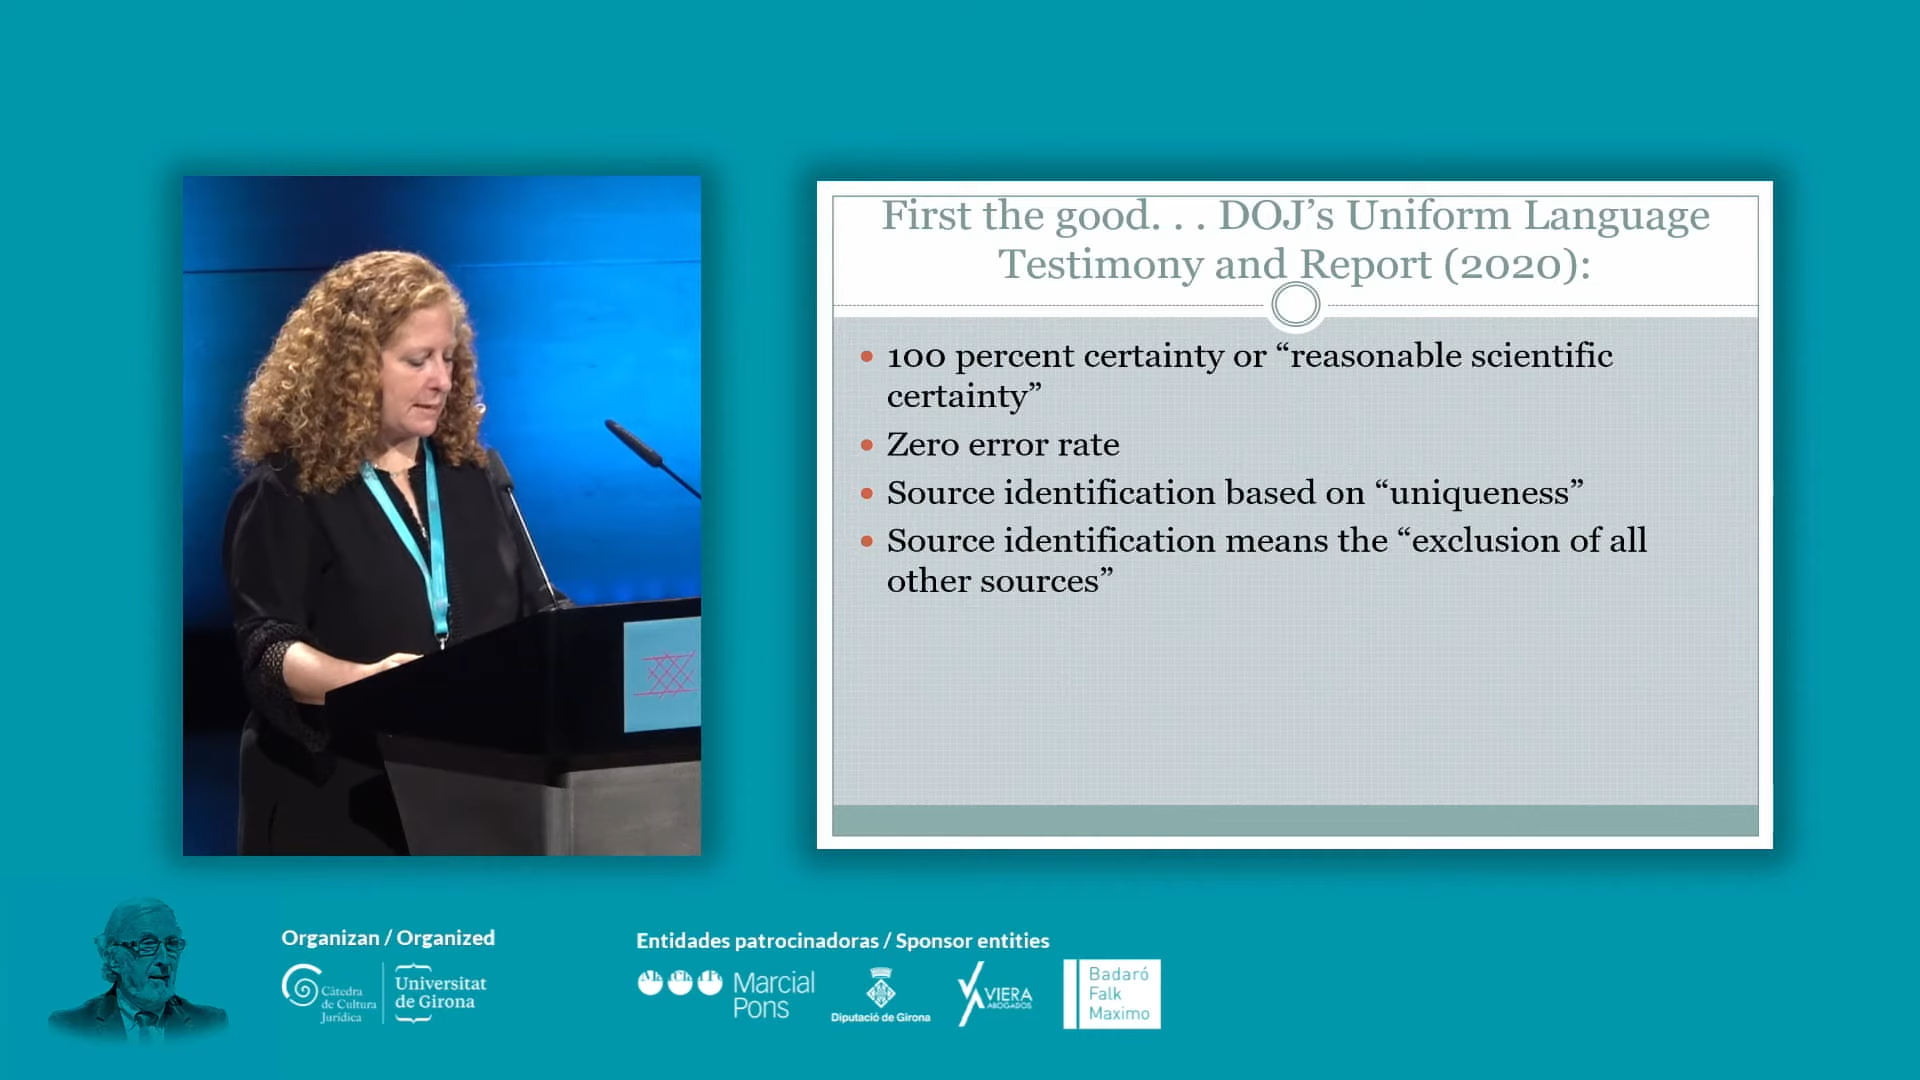 First the good. . . DOJ’s Uniform Language
Testimony and Report (2020):
• 100 percent certainty or “reasonable scientific
certainty”
• Zero error rate
• Source identification based on “uniqueness”
• Source identification means the “exclusion of all
other sources”
Organizan / Organized
Càtedra
de Cultura
Jurídica
Universitat
de Girona
Entidades patrocinadoras / Sponsor entities
Marcial
Pons
Diputació de Girona
VIERA
ABOGADOS
Badaró
Falk
Maximo